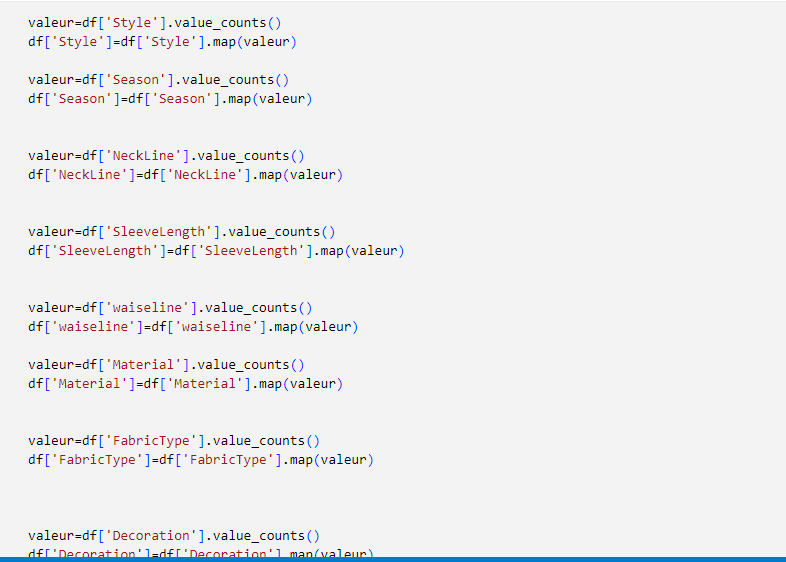 valeur=df['Style'].value_counts()
df['Style']=df['Style'].map(valeur)
valeur=df['Season'].value_counts()
df['Season']=df['Season'].map(valeur)
valeur=df['NeckLine'].value_counts()
df['NeckLine']=df['NeckLine'].map(valeur)
valeur=df['SleeveLength'].value_counts()
df['SleeveLength']=df['SleeveLength'].map(valeur)
valeur=df['waiseline'].value_counts()
df['waiseline']=df['waiseline'].map(valeur)
valeur=df['Material'].value_counts()
df['Material']=df['Material'].map(valeur)
valeur=df['FabricType'].value_counts()
df['FabricType']=df['FabricType'].map(valeur)
valeur=df['Decoration'].value_counts()
df['Decoration']=df['Decoration'].map(valeur)